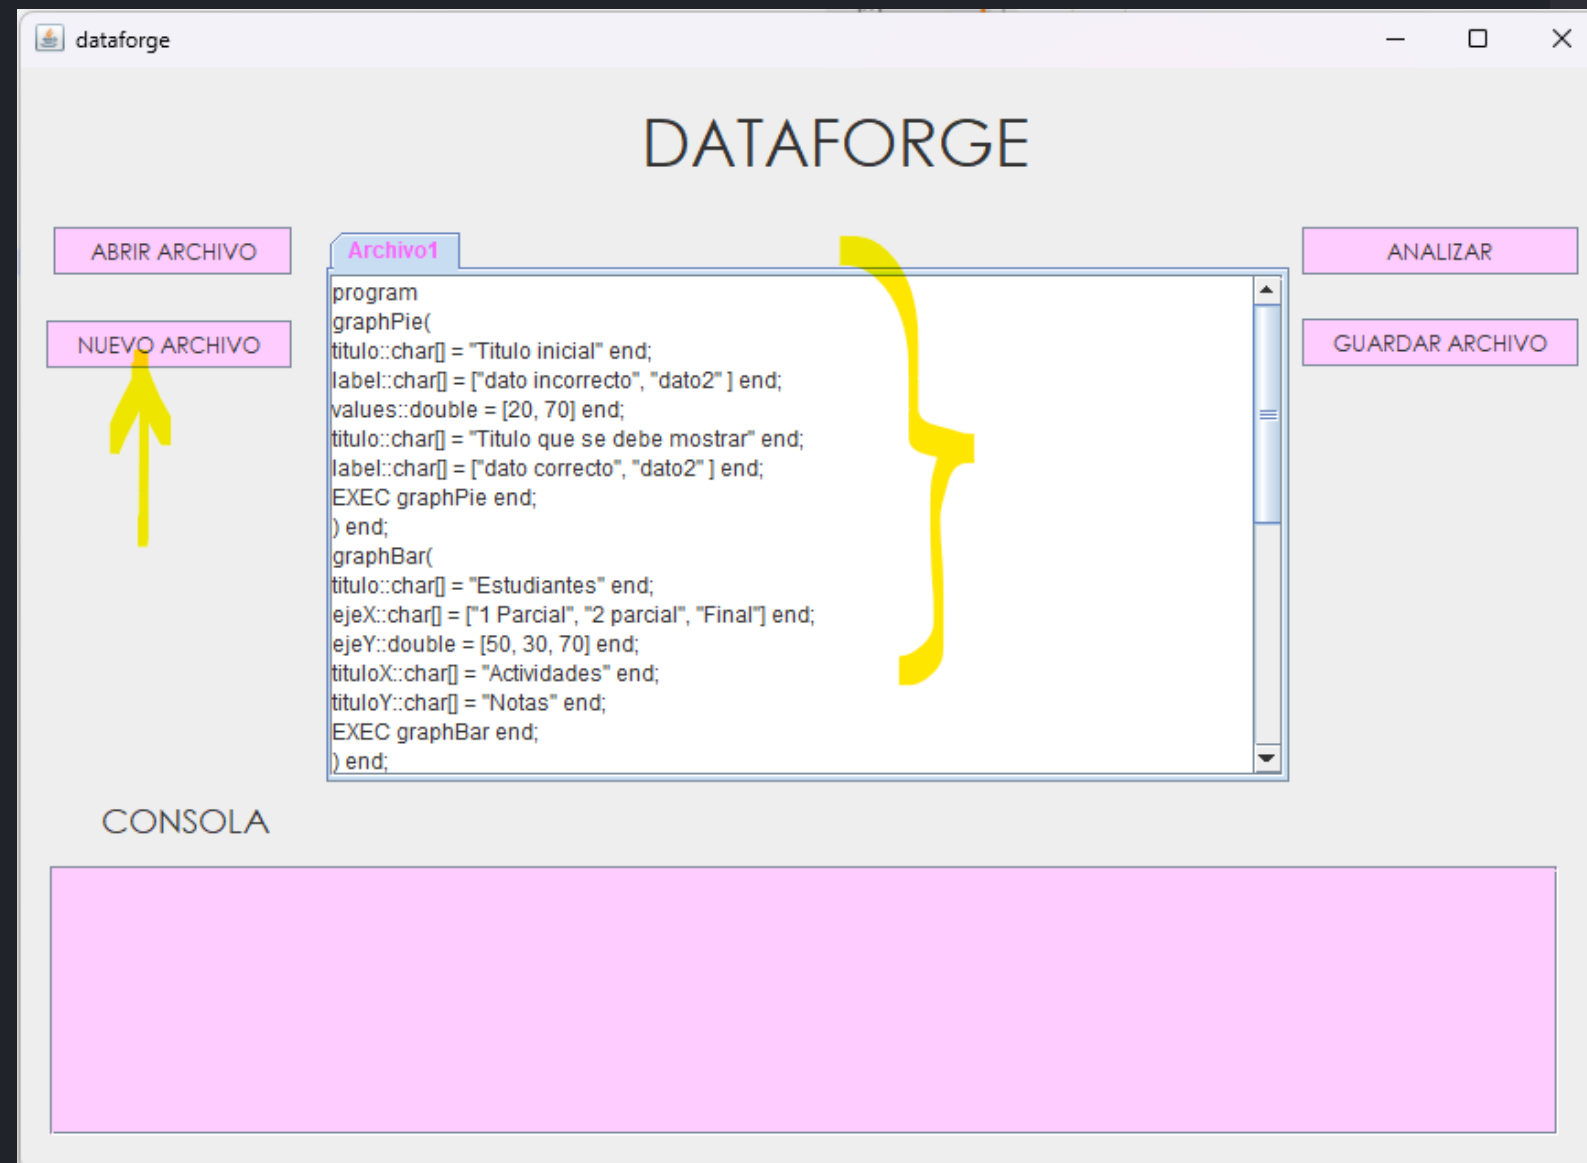 dataforge
DATAFORGE
ABRIR ARCHIVO
NUEVO ARCHIVO
Archivo1
program
graphPie(
titulo::char[] = "Titulo inicial" end;
label::char[] = ["dato incorrecto", "dato2" ] end;
values::double = [20, 70] end;
titulo::char[] = "Titulo que se debe mostrar" end;
label::char[] = ["dato correcto", "dato2" ] end;
EXEC graphPie end;
) end;
graphBar(
titulo::char[] = "Estudiantes" end;
ejeX::char[] = ["1 Parcial", "2 parcial", "Final"] end;
ejeY::double = [50, 30, 70] end;
tituloX::char[] = "Actividades" end;
tituloY::char[] = "Notas" end;
EXEC graphBar end;
) end;
ANALIZAR
GUARDAR ARCHIVO
CONSOLA